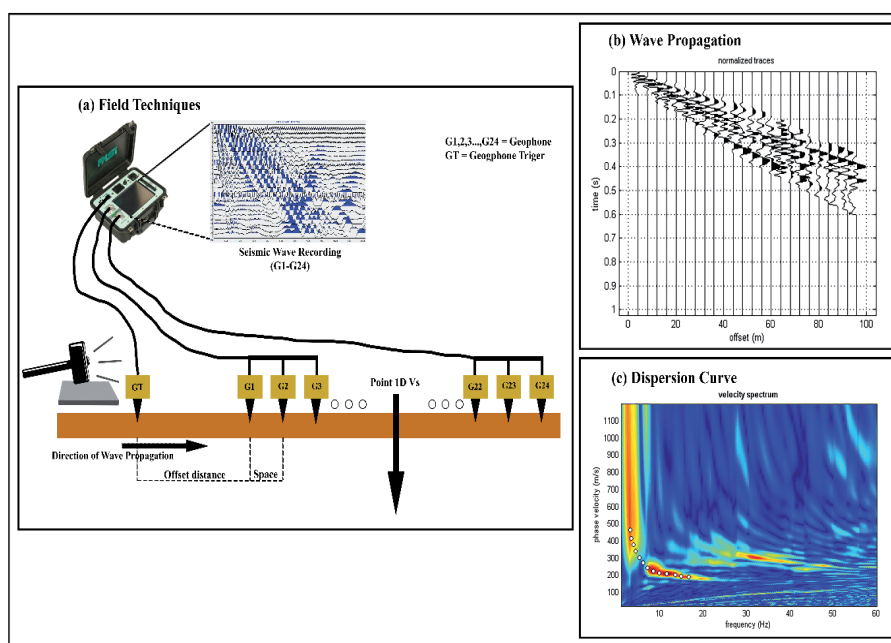 (a) Field Techniques
G1,2,3...,G24 = Geophone
GT = Geogphone Triger
Seismic Wave Recording
(G1-G24)
GT
G1
G2
G3
Point 1D Vs
G22
G23
G24
Direction of Wave Propagation
Offset distance
Space
(b) Wave Propagation
normalized traces
0
0.1
0.2
0.3
0.4
0.5
0.6
0.7
0.8
0.9
1
time (s)
0 20 40 60 80 100
offset (m)
(c) Dispersion Curve
velocity spectrum
1100
1000
900
800
700
600
500
400
300
200
100
phase velocity (m/s)
10 20 30 40 50 60
frequency (Hz)